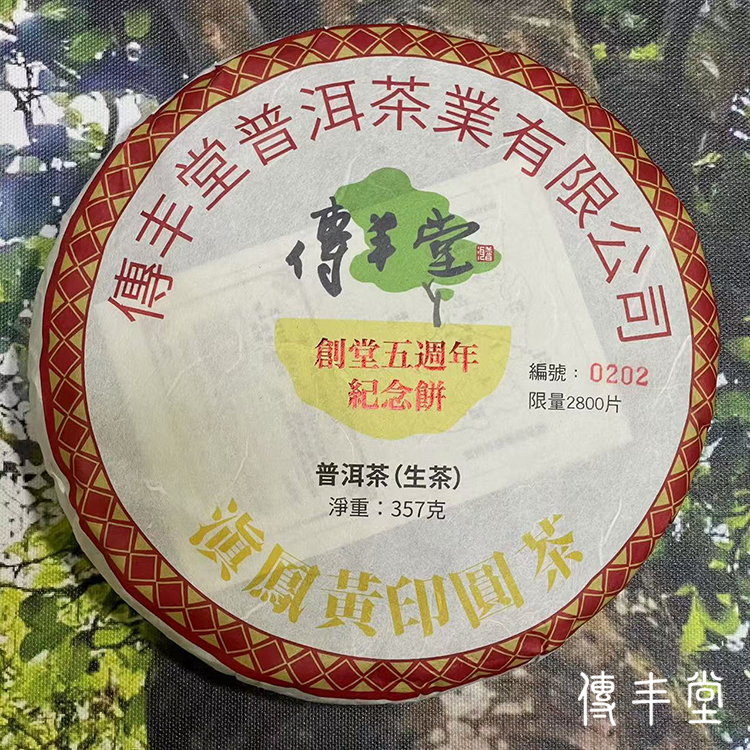 傳丰堂普洱茶業有限公司
傳丰堂
創堂五週年
紀念餅
編號：0202
限量2800片
普洱茶（生茶）
淨重：357克
滇鳳黃印圓茶
傳丰堂